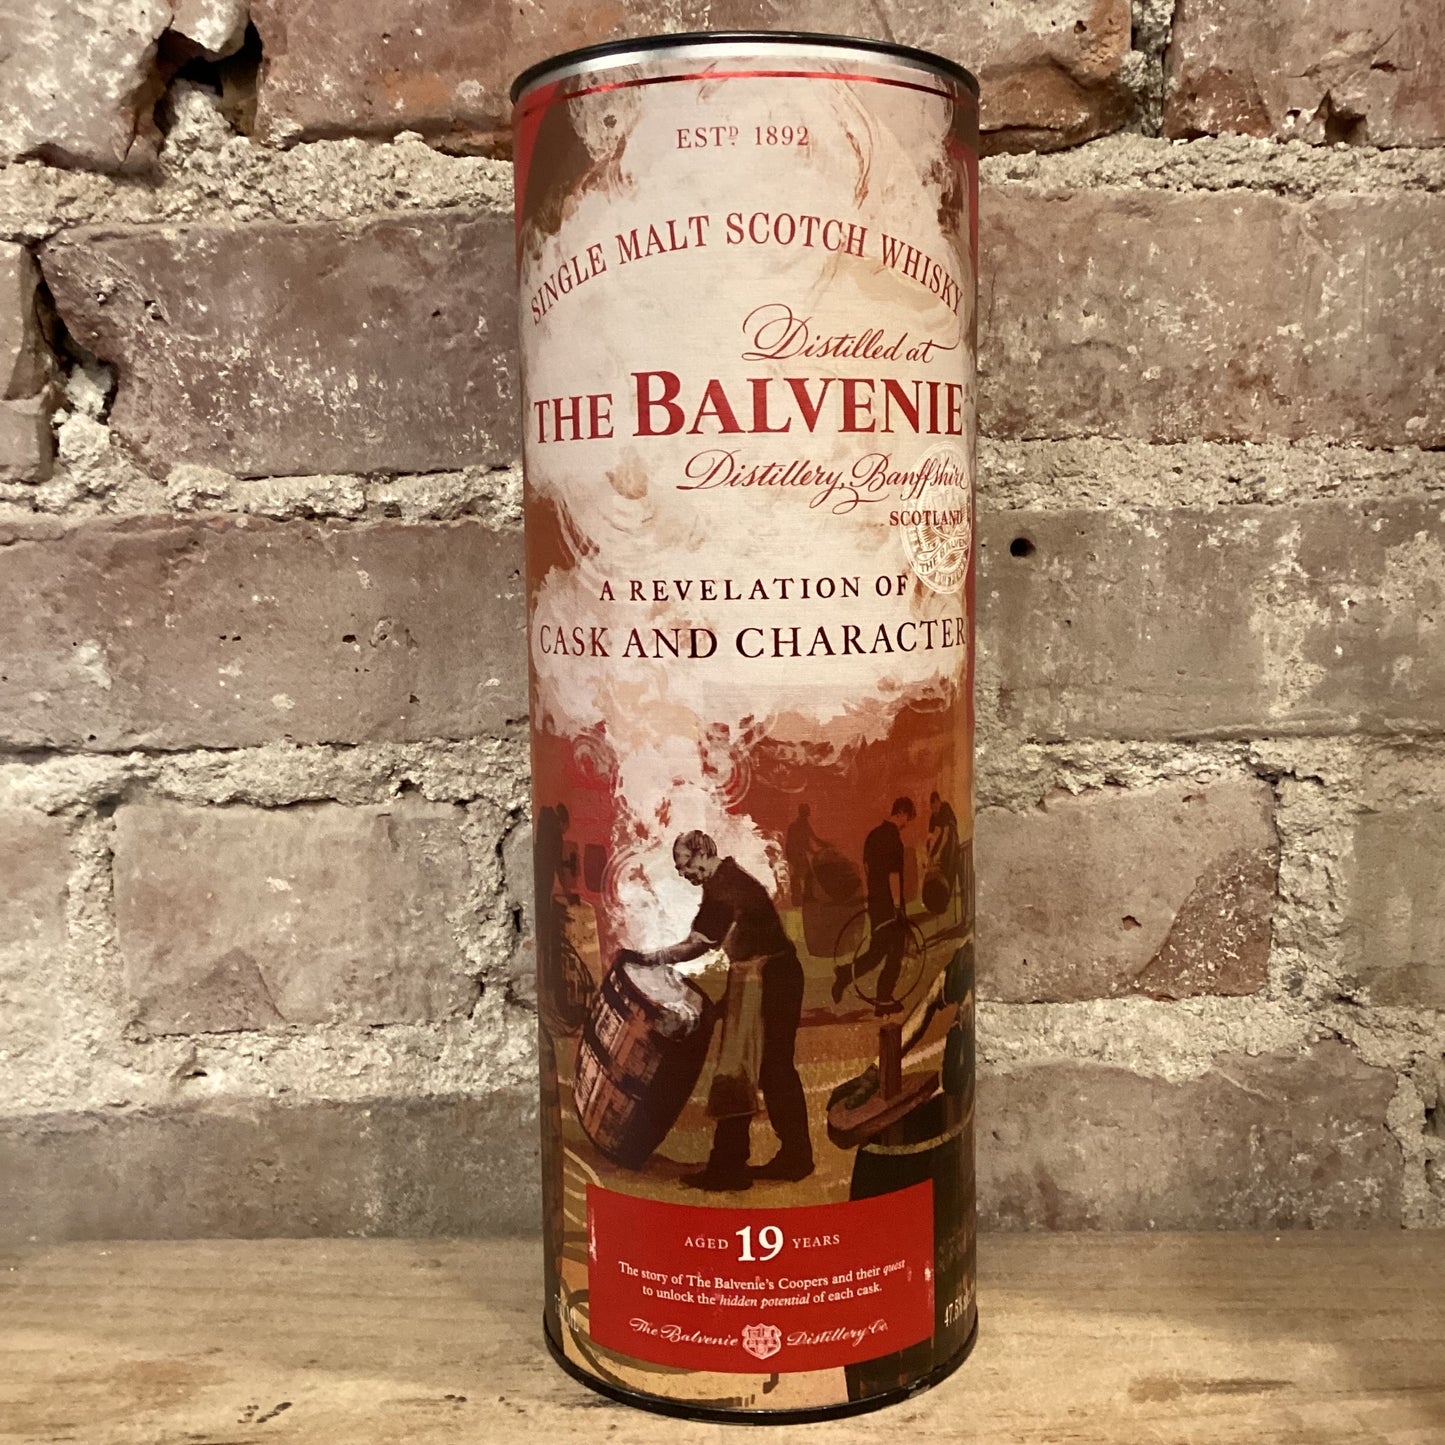 ESTD 1892
SINGLE MALT SCOTCH WHISKY
Distilled at
THE BALVENIE
Distillery, Banffshire
SCOTLAND
THE BALVENIE
A REVELATION OF
CASK AND CHARACTER
AGED 19 YEARS
The story of The Balvenie's Coopers and their quest
to unlock the hidden potential of each cask.
The Balvenie Distillery Co.